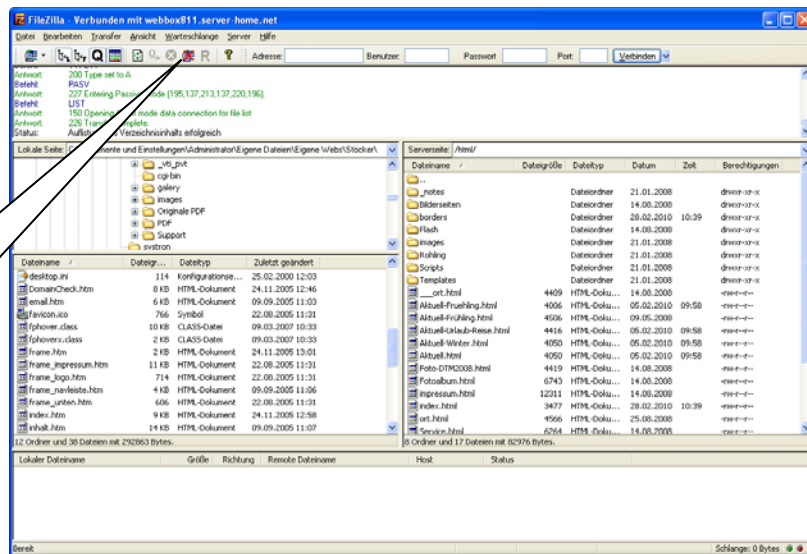 FileZilla - Verbunden mit webbox811.server-home.net
Datei Bearbeiten Transfer Ansicht Warteschlange Server Hilfe
Adresse: Benutzer: Passwort Port: Verbinden
Antwort: 200 Type set to A
Befehl: PASV
Antwort: 227 Entering Passive Mode (195,137,213,137,220,196)
Befehl: LIST
Antwort: 150 Opening mode data connection for file list
Antwort: 226 Transfer complete.
Status: Auflistung des Verzeichnisinhalts erfolgreich
Lokale Seite: und Einstellungen\Administrator\Eigene Dateien\Eigene Webs\Stöcker\
_vti_pvt
cgi-bin
galery
images
Originale PDF
PDF
Support
systron
Dateiname / Dateigr... Dateityp Zuletzt geändert
desktop.ini 114 Konfigurationse... 25.02.2000 12:03
DomainCheck.htm 8 KB HTML-Dokument 24.11.2005 12:46
email.htm 6 KB HTML-Dokument 09.09.2005 11:03
favicon.ico 766 Symbol 22.08.2005 11:31
fphover.class 10 KB CLASS-Datei 09.03.2007 10:33
fphoverx.class 2 KB CLASS-Datei 09.03.2007 10:33
frame.htm 2 KB HTML-Dokument 24.11.2005 13:01
frame_impressum.htm 11 KB HTML-Dokument 22.08.2005 11:31
frame_logo.htm 714 HTML-Dokument 22.08.2005 11:31
frame_navleiste.htm 4 KB HTML-Dokument 09.09.2005 11:06
frame_unten.htm 606 HTML-Dokument 22.08.2005 11:31
index.htm 9 KB HTML-Dokument 24.11.2005 12:58
inhalt.htm 14 KB HTML-Dokument 09.09.2005 11:07
12 Ordner und 38 Dateien mit 292863 Bytes.
Serverseite: /html/
Dateiname / Dateigröße Dateityp Datum Zeit Berechtigungen
..
_notes Dateiordner 21.01.2008 drwxr-xr-x
Bilderseiten Dateiordner 14.08.2008 drwxr-xr-x
borders Dateiordner 28.02.2010 10:39 drwxr-xr-x
Flash Dateiordner 14.08.2008 drwxr-xr-x
images Dateiordner 21.01.2008 drwxr-xr-x
Rohling Dateiordner 21.01.2008 drwxr-xr-x
Scripts Dateiordner 21.01.2008 drwxr-xr-x
Templates Dateiordner 21.01.2008 drwxr-xr-x
___ort.html 4409 HTML-Doku... 14.08.2008 -rw-r--r--
Aktuell-Fruehling.html 4006 HTML-Doku... 05.02.2010 09:58 -rw-r--r--
Aktuell-Frühling.html 4506 HTML-Doku... 09.05.2008 -rw-r--r--
Aktuell-Urlaub-Reise.html 4416 HTML-Doku... 05.02.2010 09:58 -rw-r--r--
Aktuell-Winter.html 4050 HTML-Doku... 05.02.2010 09:58 -rw-r--r--
Aktuell.html 4050 HTML-Doku... 05.02.2010 09:58 -rw-r--r--
Foto-DTM2008.html 4419 HTML-Doku... 14.08.2008 -rw-r--r--
Fotoalbum.html 6743 HTML-Doku... 14.08.2008 -rw-r--r--
impressum.html 12311 HTML-Doku... 14.08.2008 -rw-r--r--
index.html 3477 HTML-Doku... 28.02.2010 10:39 -rw-r--r--
ort.html 4566 HTML-Doku... 25.08.2008 -rw-r--r--
Service.html 6264 HTML-Doku... 14.08.2008 -rw-r--r--
8 Ordner und 17 Dateien mit 82976 Bytes.
Lokaler Dateiname Größe Richtung Remote Dateiname Host Status
Bereit Schlange: 0 Bytes